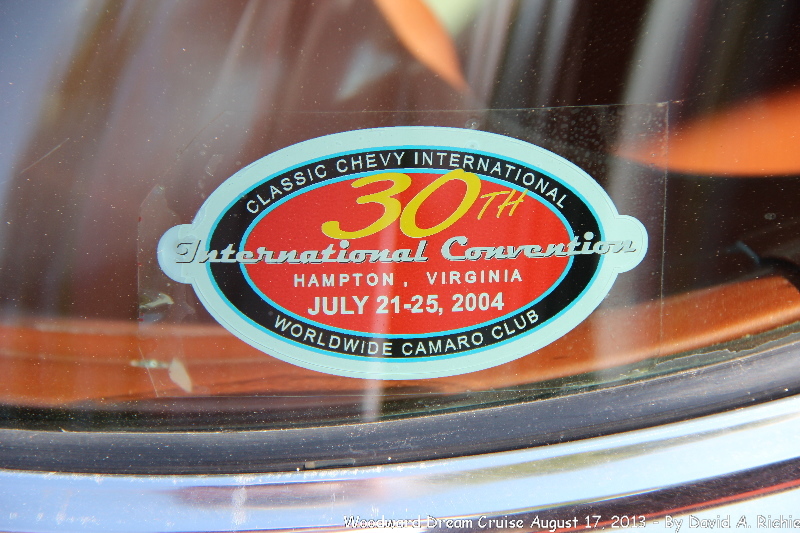 CLASSIC CHEVY INTERNATIONAL
30TH
International Convention
HAMPTON, VIRGINIA
JULY 21-25, 2004
WORLDWIDE CAMARO CLUB
Woodward Dream Cruise August 17, 2013 - By David A. Richie